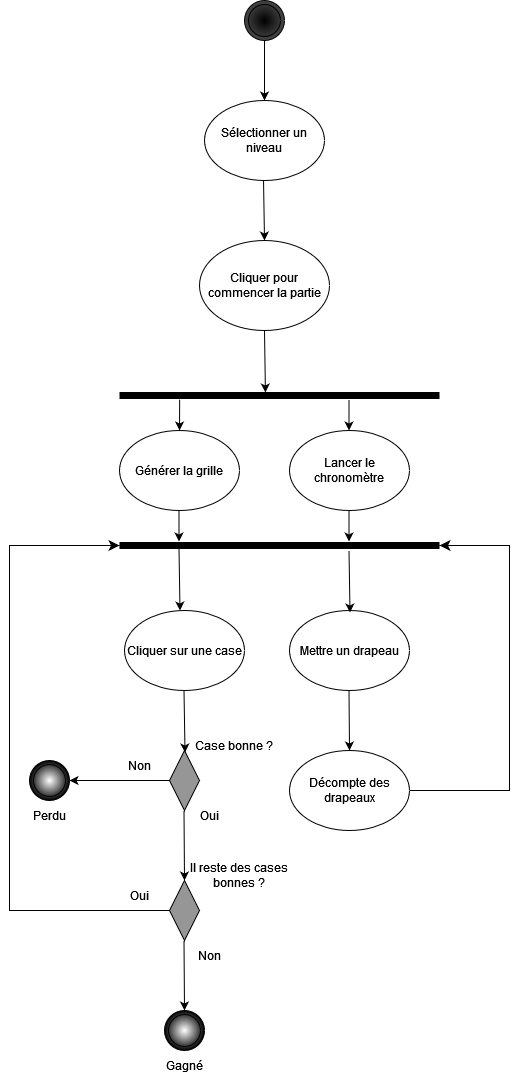 Sélectionner un
niveau
Cliquer pour
commencer la partie
Générer la grille
Lancer le
chronomètre
Cliquer sur une case
Mettre un drapeau
Case bonne ?
Non
Perdu
Oui
Décompte des
drapeaux
Il reste des cases
bonnes ?
Oui
Non
Gagné